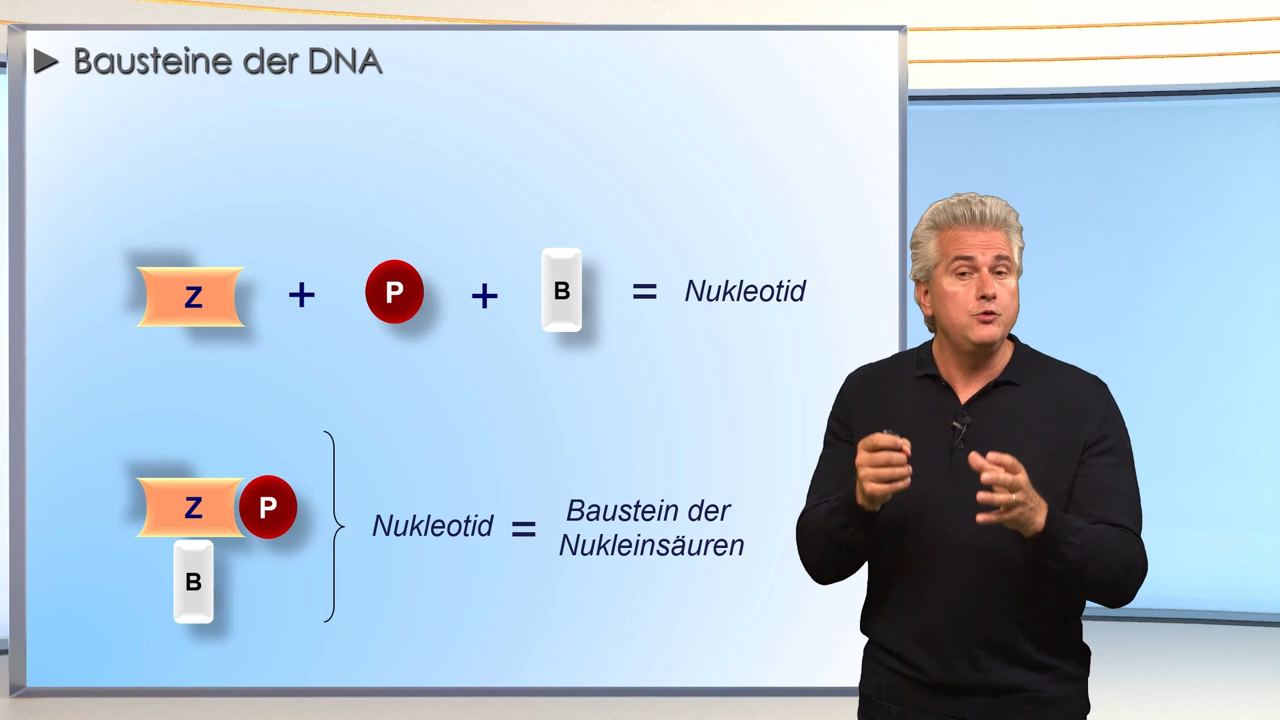 ► Bausteine der DNA
Z + P + B = Nukleotid
Z P
B
Nukleotid = Baustein der
Nukleinsäuren